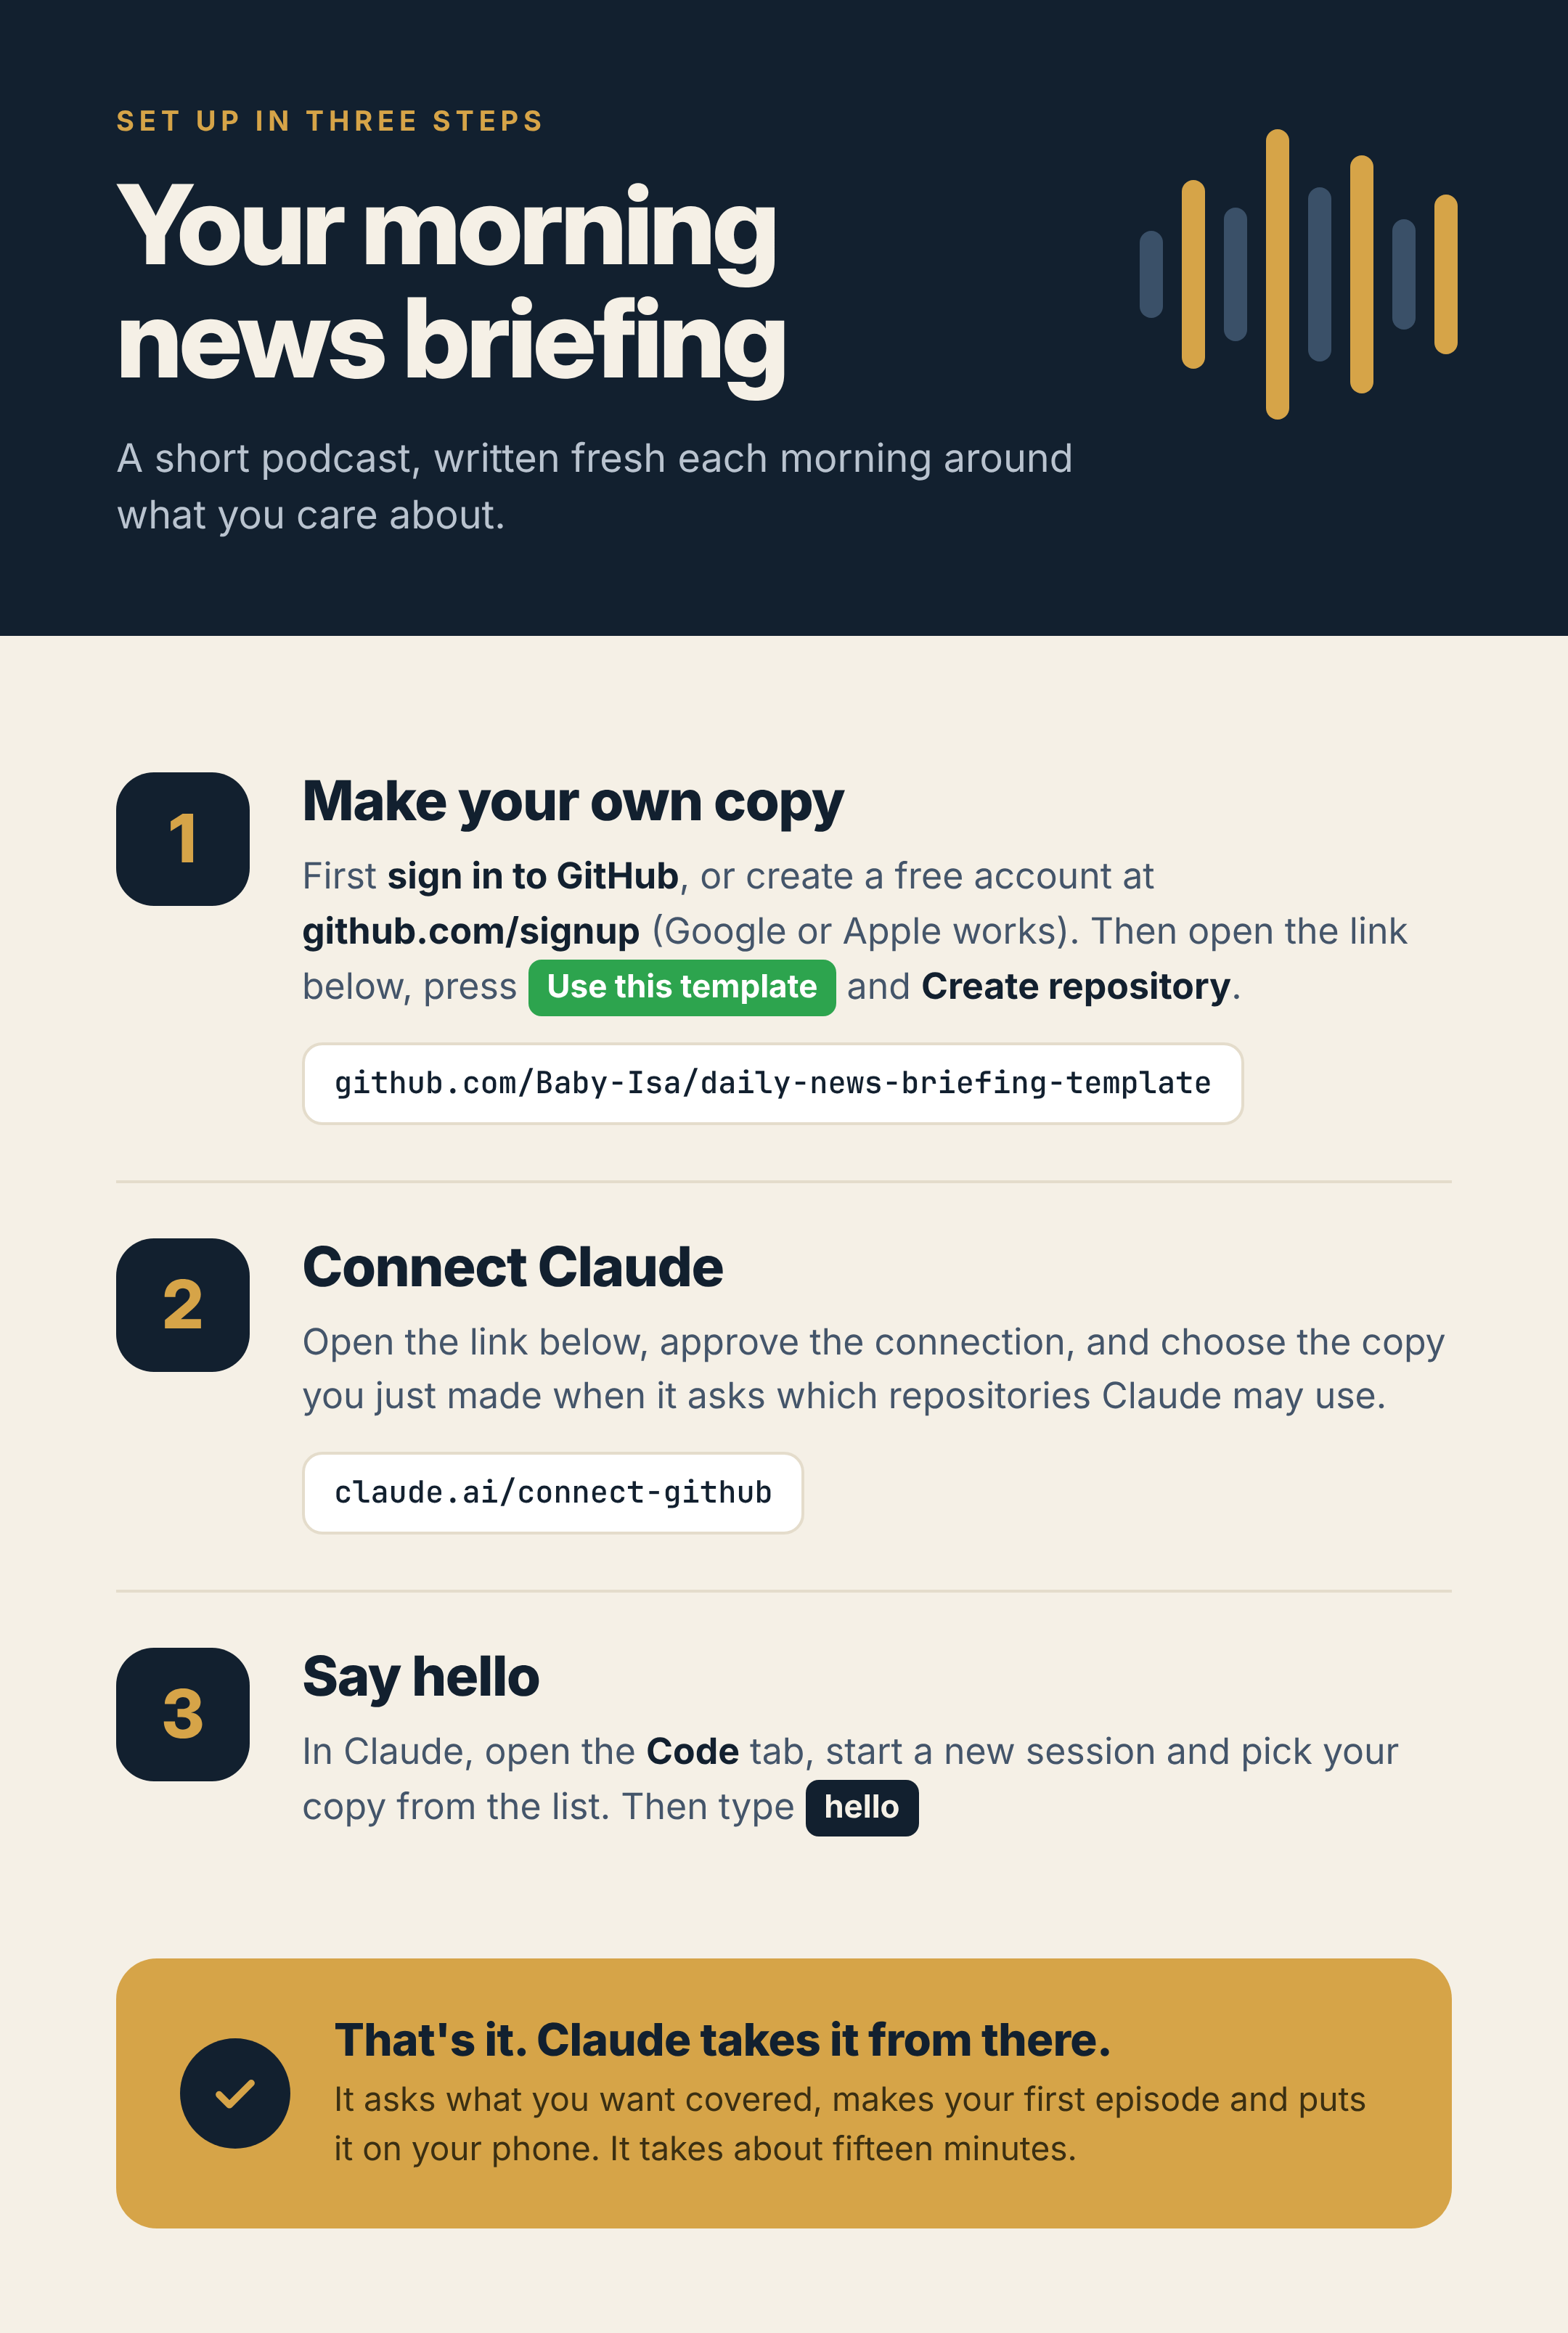 SET UP IN THREE STEPS
Your morning
news briefing
A short podcast, written fresh each morning around
what you care about.
1
Make your own copy
First sign in to GitHub, or create a free account at
github.com/signup (Google or Apple works). Then open the link
below, press Use this template and Create repository.
github.com/Baby-Isa/daily-news-briefing-template
2
Connect Claude
Open the link below, approve the connection, and choose the copy
you just made when it asks which repositories Claude may use.
claude.ai/connect-github
3
Say hello
In Claude, open the Code tab, start a new session and pick your
copy from the list. Then type hello
That's it. Claude takes it from there.
It asks what you want covered, makes your first episode and puts
it on your phone. It takes about fifteen minutes.